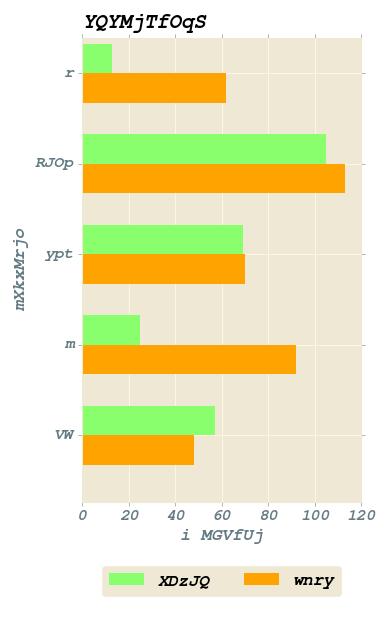 YQYMjTfOqS
r
RJOp
ypt
m
VW
mXkxMrjo
0 20 40 60 80 100 120
i MGVfUj
XDzJQ wnry